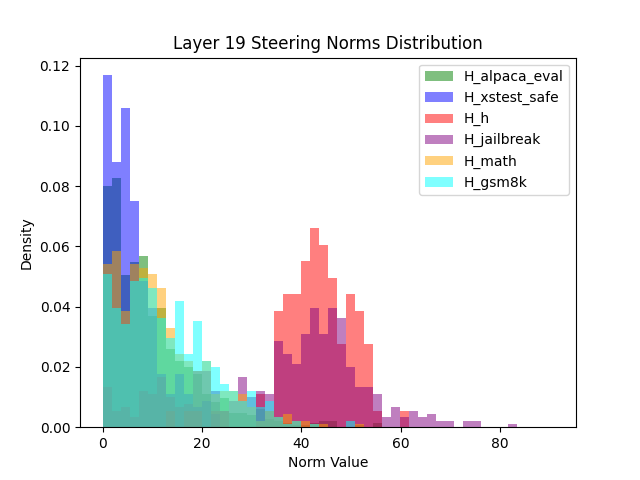 Layer 19 Steering Norms Distribution
H_alpaca_eval
H_xstest_safe
H_h
H_jailbreak
H_math
H_gsm8k
0.12
0.10
0.08
0.06
0.04
0.02
0.00
Density
0 20 40 60 80
Norm Value